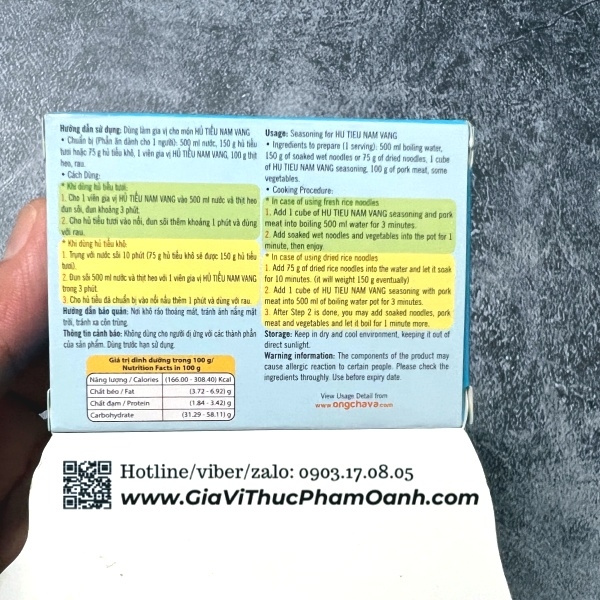 Hướng dẫn sử dụng: Dùng làm gia vị cho món HỦ TIẾU NAM VANG
• Chuẩn bị (Phần ăn dành cho 1 người): 500 ml nước, 150 g hủ tiếu
tươi hoặc 75 g hủ tiếu khô, 1 viên gia vị HỦ TIẾU NAM VANG, 100 g thịt
heo, rau.
• Cách Dùng:
* Khi dùng hủ tiếu tươi:
1. Cho 1 viên gia vị HỦ TIẾU NAM VANG vào 500 ml nước và thịt heo
đun sôi, đun khoảng 3 phút.
2. Cho hủ tiếu tươi vào nồi, đun sôi thêm khoảng 1 phút và dùng
với rau.
* Khi dùng hủ tiếu khô:
1. Trụng với nước sôi 10 phút (75 g hủ tiếu khô sẽ được 150 g hủ tiếu
tươi).
2. Đun sôi 500 ml nước và thịt heo với 1 viên gia vị HỦ TIẾU NAM VANG
trong 3 phút.
3. Cho hủ tiếu đã chuẩn bị vào nồi nấu thêm 1 phút và dùng với rau.
Hướng dẫn bảo quản: Nơi khô ráo thoáng mát, tránh ánh nắng mặt
trời, tránh xa côn trùng.
Thông tin cảnh báo: Không dùng cho người dị ứng với các thành phần
của sản phẩm. Dùng trước hạn sử dụng.
Giá trị dinh dưỡng trong 100 g/
Nutrition Facts in 100 g
Năng lượng / Calories (166.00 - 308.40) Kcal
Chất béo / Fat (3.72 - 6.92) g
Chất đạm / Protein (1.84 - 3.42) g
Carbohydrate (31.29 - 58.11) g
Usage: Seasoning for HU TIEU NAM VANG
• Ingredients to prepare (1 serving): 500 ml boiling water,
150 g of soaked wet noodles or 75 g of dried noodles, 1 cube
of HU TIEU NAM VANG seasoning, 100 g of pork meat, some
vegetables.
• Cooking Procedure:
* In case of using fresh rice noodles
1. Add 1 cube of HU TIEU NAM VANG seasoning and pork
meat into boiling 500 ml water for 3 minutes.
2. Add soaked wet noodles and vegetables into the pot for 1
minute, then enjoy.
* In case of using dried rice noodles
1. Add 75 g of dried rice noodles into the water and let it soak
for 10 minutes. (it will weight 150 g eventually)
2. Add 1 cube of HU TIEU NAM VANG seasoning with pork
meat into 500 ml of boiling water pot for 3 minutes.
3. After Step 2 is done, you may add soaked noodles, pork
meat and vegetables and let it boil for 1 minute more.
Storage: Keep in dry and cool environment, keeping it out of
direct sunlight.
Warning information: The components of the product may
cause allergic reaction to certain people. Please check the
ingredients throughly. Use before expiry date.
View Usage Detail from
www.ongchava.com
Hotline/viber/zalo: 0903.17.08.05
www.GiaViThucPhamOanh.com